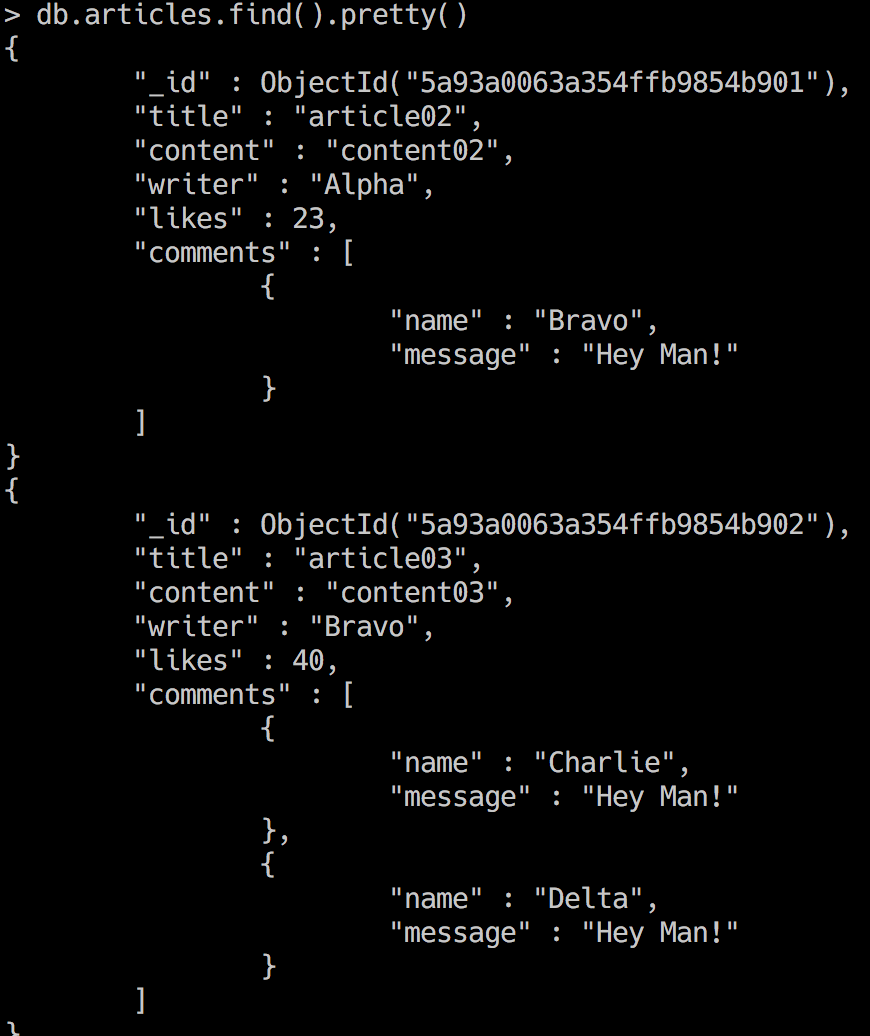 > db.articles.find().pretty()
{
        "_id" : ObjectId("5a93a0063a354ffb9854b901"),
        "title" : "article02",
        "content" : "content02",
        "writer" : "Alpha",
        "likes" : 23,
        "comments" : [
                {
                        "name" : "Bravo",
                        "message" : "Hey Man!"
                }
        ]
}
{
        "_id" : ObjectId("5a93a0063a354ffb9854b902"),
        "title" : "article03",
        "content" : "content03",
        "writer" : "Bravo",
        "likes" : 40,
        "comments" : [
                {
                        "name" : "Charlie",
                        "message" : "Hey Man!"
                },
                {
                        "name" : "Delta",
                        "message" : "Hey Man!"
                }
        ]
}